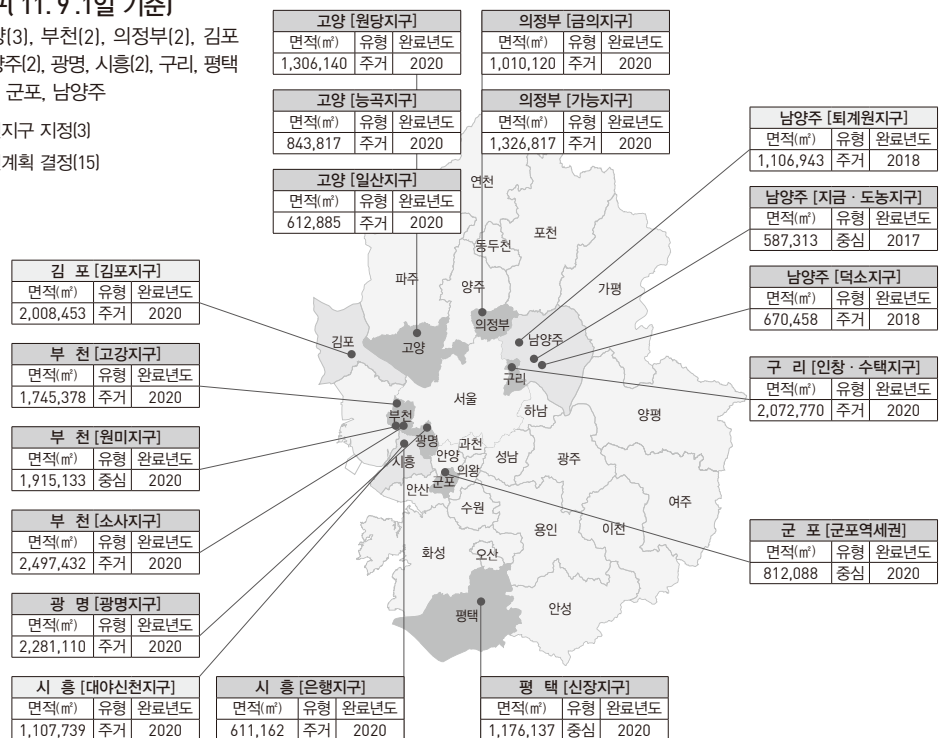 구('11. 9 .1일 기준)
양(3), 부천(2), 의정부(2), 김포
양주(2), 광명, 시흥(2), 구리, 평택
군포, 남양주
지구 지정(3)
계획 결정(15)
고양 [원당지구]
면적(㎡) 유형 완료년도
1,306,140 주거 2020
의정부 [금의지구]
면적(㎡) 유형 완료년도
1,010,120 주거 2020
고양 [능곡지구]
면적(㎡) 유형 완료년도
843,817 주거 2020
의정부 [가능지구]
면적(㎡) 유형 완료년도
1,326,817 주거 2020
고양 [일산지구]
면적(㎡) 유형 완료년도
612,885 주거 2020
남양주 [퇴계원지구]
면적(㎡) 유형 완료년도
1,106,943 주거 2018
남양주 [지금 · 도농지구]
면적(㎡) 유형 완료년도
587,313 중심 2017
남양주 [덕소지구]
면적(㎡) 유형 완료년도
670,458 주거 2018
구 리 [인창 · 수택지구]
면적(㎡) 유형 완료년도
2,072,770 주거 2020
군 포 [군포역세권]
면적(㎡) 유형 완료년도
812,088 중심 2020
김 포 [김포지구]
면적(㎡) 유형 완료년도
2,008,453 주거 2020
부 천 [고강지구]
면적(㎡) 유형 완료년도
1,745,378 주거 2020
부 천 [원미지구]
면적(㎡) 유형 완료년도
1,915,133 중심 2020
부 천 [소사지구]
면적(㎡) 유형 완료년도
2,497,432 주거 2020
광 명 [광명지구]
면적(㎡) 유형 완료년도
2,281,110 주거 2020
시 흥 [대야신천지구]
면적(㎡) 유형 완료년도
1,107,739 주거 2020
시 흥 [은행지구]
면적(㎡) 유형 완료년도
611,162 주거 2020
평 택 [신장지구]
면적(㎡) 유형 완료년도
1,176,137 중심 2020
연천
포천
동두천
파주
양주
가평
의정부
김포
고양
남양주
구리
서울
부천
하남
양평
광명
과천
안양
성남
광주
시흥
의왕
군포
안산
수원
여주
용인
이천
화성
오산
평택
안성